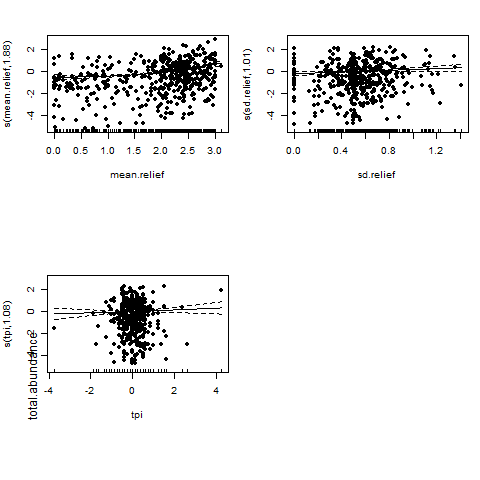 s(mean.relief,1.88)
2
0
-2
-4
0.0 0.5 1.0 1.5 2.0 2.5 3.0
mean.relief
s(sd.relief,1.01)
2
0
-2
-4
0.0 0.4 0.8 1.2
sd.relief
s(tpi,1.08)
total.abundance
2
0
-2
-4
-4 -2 0 2 4
tpi